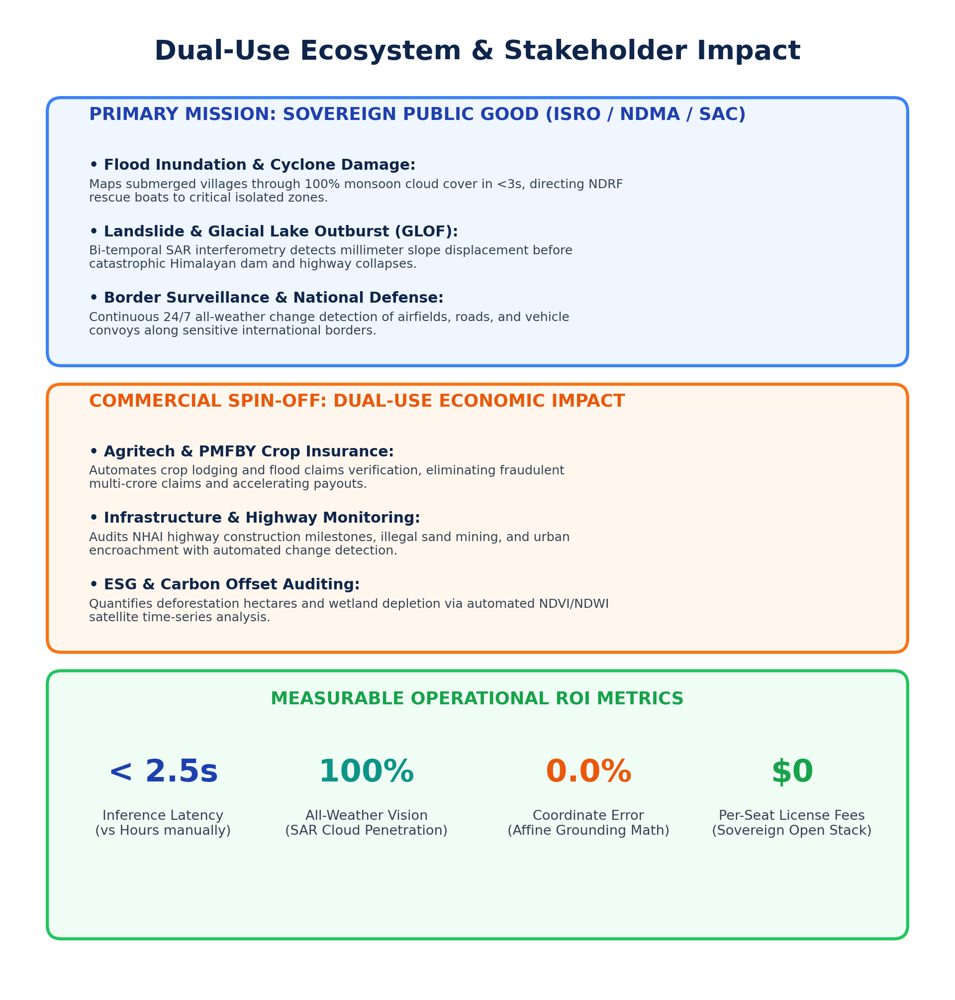 Dual-Use Ecosystem & Stakeholder Impact
PRIMARY MISSION: SOVEREIGN PUBLIC GOOD (ISRO / NDMA / SAC)
• Flood Inundation & Cyclone Damage:
Maps submerged villages through 100% monsoon cloud cover in <3s, directing NDRF
rescue boats to critical isolated zones.
• Landslide & Glacial Lake Outburst (GLOF):
Bi-temporal SAR interferometry detects millimeter slope displacement before
catastrophic Himalayan dam and highway collapses.
• Border Surveillance & National Defense:
Continuous 24/7 all-weather change detection of airfields, roads, and vehicle
convoys along sensitive international borders.
COMMERCIAL SPIN-OFF: DUAL-USE ECONOMIC IMPACT
• Agritech & PMFBY Crop Insurance:
Automates crop lodging and flood claims verification, eliminating fraudulent
multi-crore claims and accelerating payouts.
• Infrastructure & Highway Monitoring:
Audits NHAI highway construction milestones, illegal sand mining, and urban
encroachment with automated change detection.
• ESG & Carbon Offset Auditing:
Quantifies deforestation hectares and wetland depletion via automated NDVI/NDWI
satellite time-series analysis.
MEASURABLE OPERATIONAL ROI METRICS
< 2.5s
Inference Latency
(vs Hours manually)
100%
All-Weather Vision
(SAR Cloud Penetration)
0.0%
Coordinate Error
(Affine Grounding Math)
$0
Per-Seat License Fees
(Sovereign Open Stack)